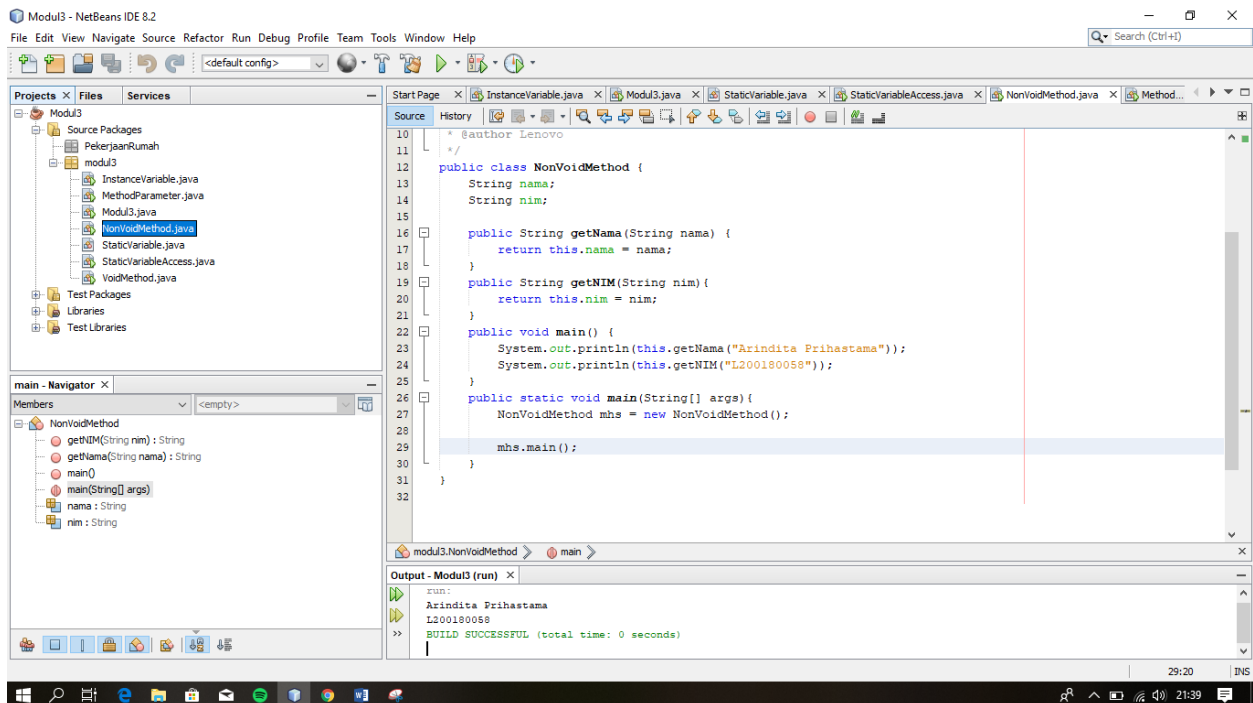 Modul3 - NetBeans IDE 8.2
File Edit View Navigate Source Refactor Run Debug Profile Team Tools Window Help
Search (Ctrl+I)
<default config>
Projects Files Services
Modul3
Source Packages
PekerjaanRumah
modul3
InstanceVariable.java
MethodParameter.java
Modul3.java
NonVoidMethod.java
StaticVariable.java
StaticVariableAccess.java
VoidMethod.java
Test Packages
Libraries
Test Libraries
main - Navigator
Members <empty>
NonVoidMethod
getNIM(String nim) : String
getNama(String nama) : String
main()
main(String[] args)
nama : String
nim : String
Start Page InstanceVariable.java Modul3.java StaticVariable.java StaticVariableAccess.java NonVoidMethod.java Method...
Source History
10 * @author Lenovo
11 */
12 public class NonVoidMethod {
13 String nama;
14 String nim;
15
16 public String getNama(String nama) {
17 return this.nama = nama;
18 }
19 public String getNIM(String nim){
20 return this.nim = nim;
21 }
22 public void main() {
23 System.out.println(this.getNama("Arindita Prihastama"));
24 System.out.println(this.getNIM("L200180058"));
25 }
26 public static void main(String[] args){
27 NonVoidMethod mhs = new NonVoidMethod();
28
29 mhs.main();
30 }
31 }
32
modul3.NonVoidMethod main
Output - Modul3 (run)
run:
Arindita Prihastama
L200180058
BUILD SUCCESSFUL (total time: 0 seconds)
29:20 INS
21:39